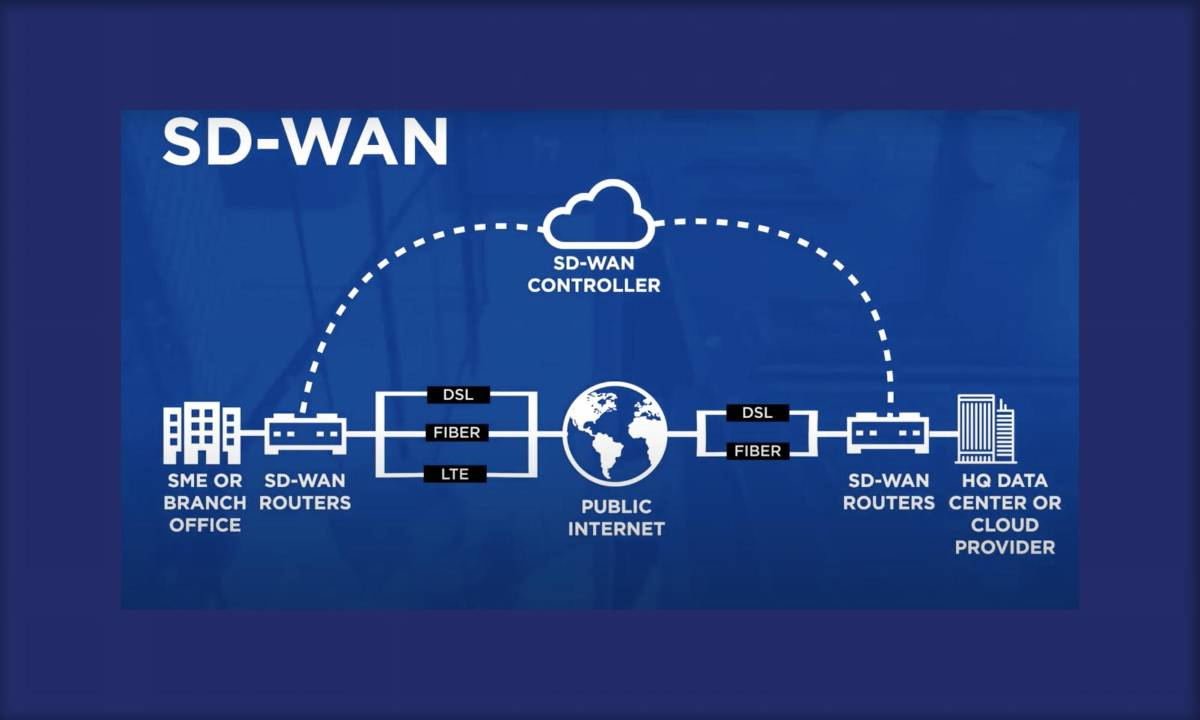 SD-WAN
SD-WAN
CONTROLLER
DSL
FIBER
LTE
DSL
FIBER
SME OR
BRANCH
OFFICE
SD-WAN
ROUTERS
PUBLIC
INTERNET
SD-WAN
ROUTERS
HQ DATA
CENTER OR
CLOUD
PROVIDER